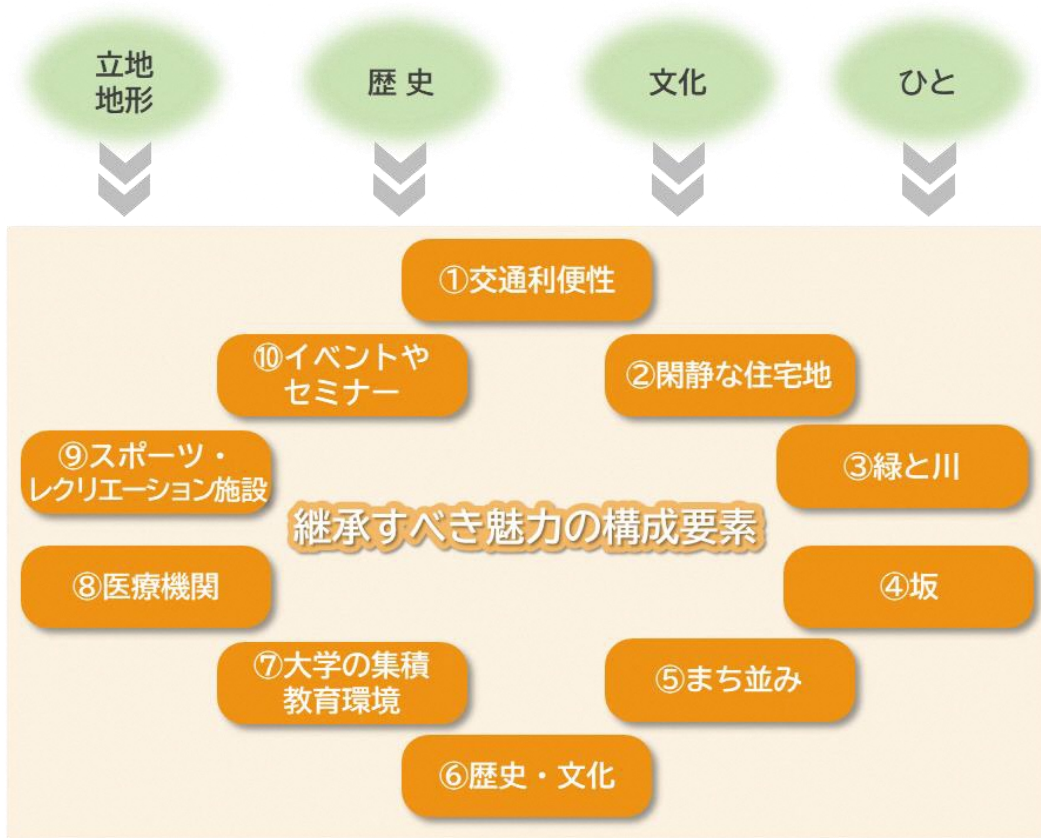 立地
地形
歴 史
文化
ひと
①交通利便性
⑩イベントや
セミナー
②閑静な住宅地
⑨スポーツ・
レクリエーション施設
③緑と川
継承すべき魅力の構成要素
⑧医療機関
④坂
⑦大学の集積
教育環境
⑤まち並み
⑥歴史・文化